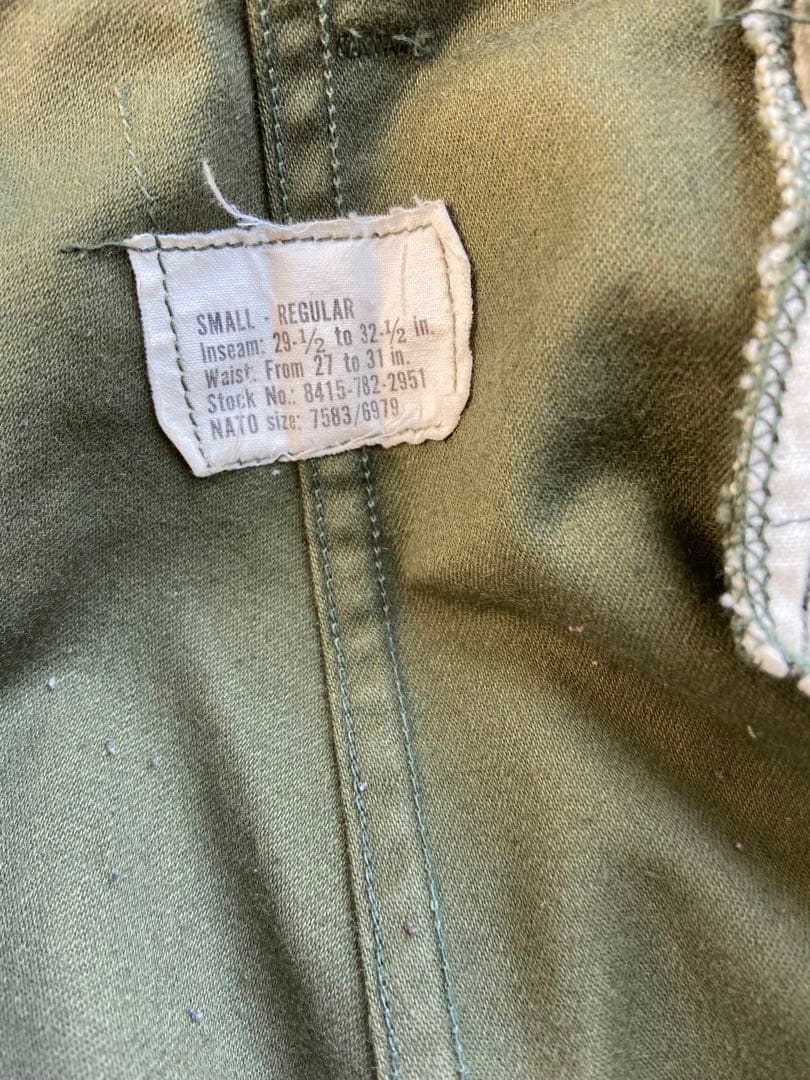 SMALL - REGULAR
Inseam: 29-1/2 to 32-1/2 in.
Waist: From 27 to 31 in.
Stock No.: 8415-782-2951
NATO size: 7583/6979